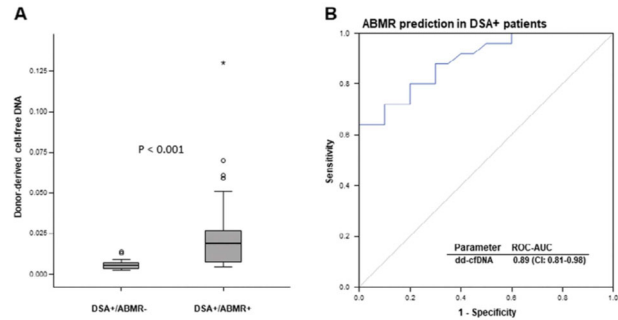 A
Donor-derived cell-free DNA
0.125
0.100
0.075
0.050
0.025
0.000
P < 0.001
DSA+/ABMR-
DSA+/ABMR+
B
ABMR prediction in DSA+ patients
Sensitivity
1.0
0.8
0.6
0.4
0.2
0.0
Parameter ROC-AUC
dd-cfDNA 0.89 (CI: 0.81-0.98)
0.0 0.2 0.4 0.6 0.8 1.0
1 - Specificity